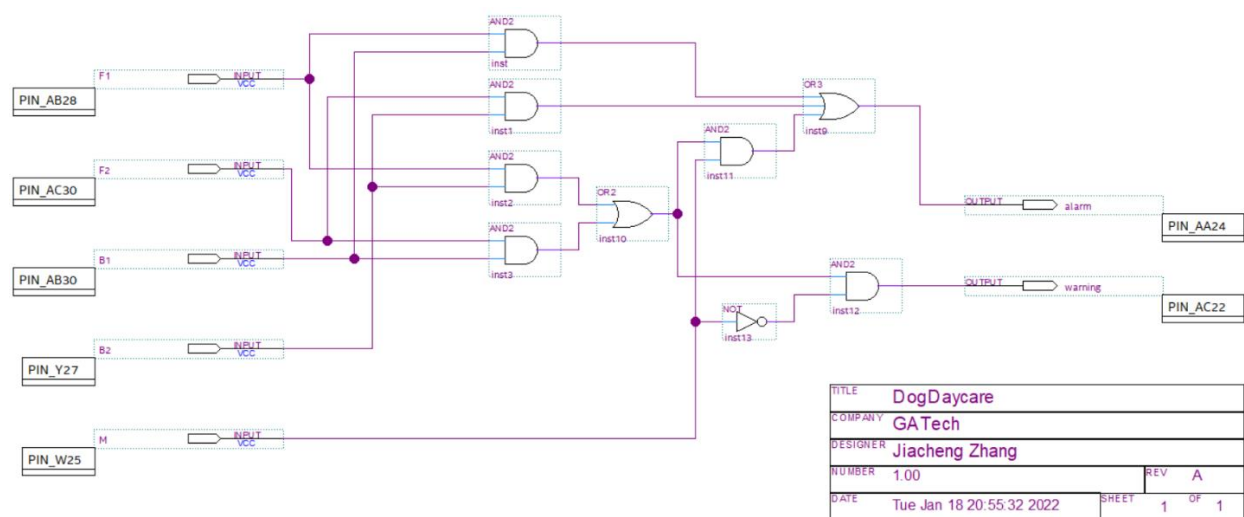 AND2
inst
F1 INPUT
VCC
PIN_AB28
AND2
inst1
OR3
inst9
AND2
inst11
F2 INPUT
VCC
PIN_AC30
AND2
inst2
OR2
inst10
OUTPUT alarm
PIN_AA24
AND2
inst3
B1 INPUT
VCC
PIN_AB30
AND2
inst12
OUTPUT warning
PIN_AC22
NOT
inst13
B2 INPUT
VCC
PIN_Y27
M INPUT
VCC
PIN_W25
TITLE DogDaycare
COMPANY GATech
DESIGNER Jiacheng Zhang
NUMBER 1.00 REV A
DATE Tue Jan 18 20:55:32 2022 SHEET 1 OF 1